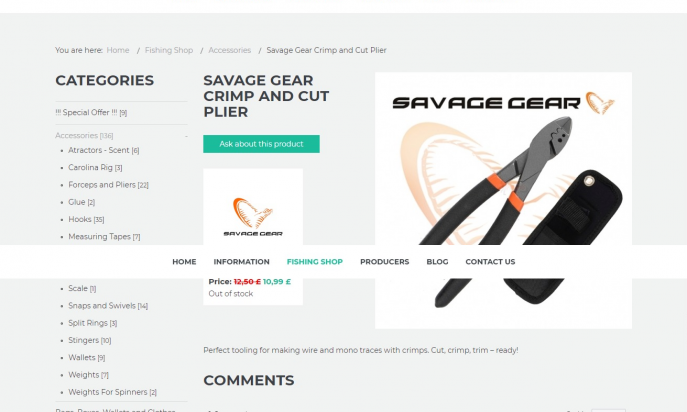 You are here: Home / Fishing Shop / Accessories / Savage Gear Crimp and Cut Plier
CATEGORIES
!!! Special Offer !!! [9]
Accessories [136] -
Atractors - Scent [6]
Carolina Rig [3]
Forceps and Pliers [22]
Glue [2]
Hooks [35]
Measuring Tapes [7]
SAVAGE GEAR
CRIMP AND CUT
PLIER
Ask about this product
SAVAGE GEAR
SAVAGE GEAR
HOME INFORMATION FISHING SHOP PRODUCERS BLOG CONTACT US
Price: 12,50 £ 10,99 £
Out of stock
Scale [1]
Snaps and Swivels [14]
Split Rings [3]
Stingers [10]
Wallets [9]
Weights [7]
Weights For Spinners [2]
Perfect tooling for making wire and mono traces with crimps. Cut, crimp, trim – ready!
COMMENTS